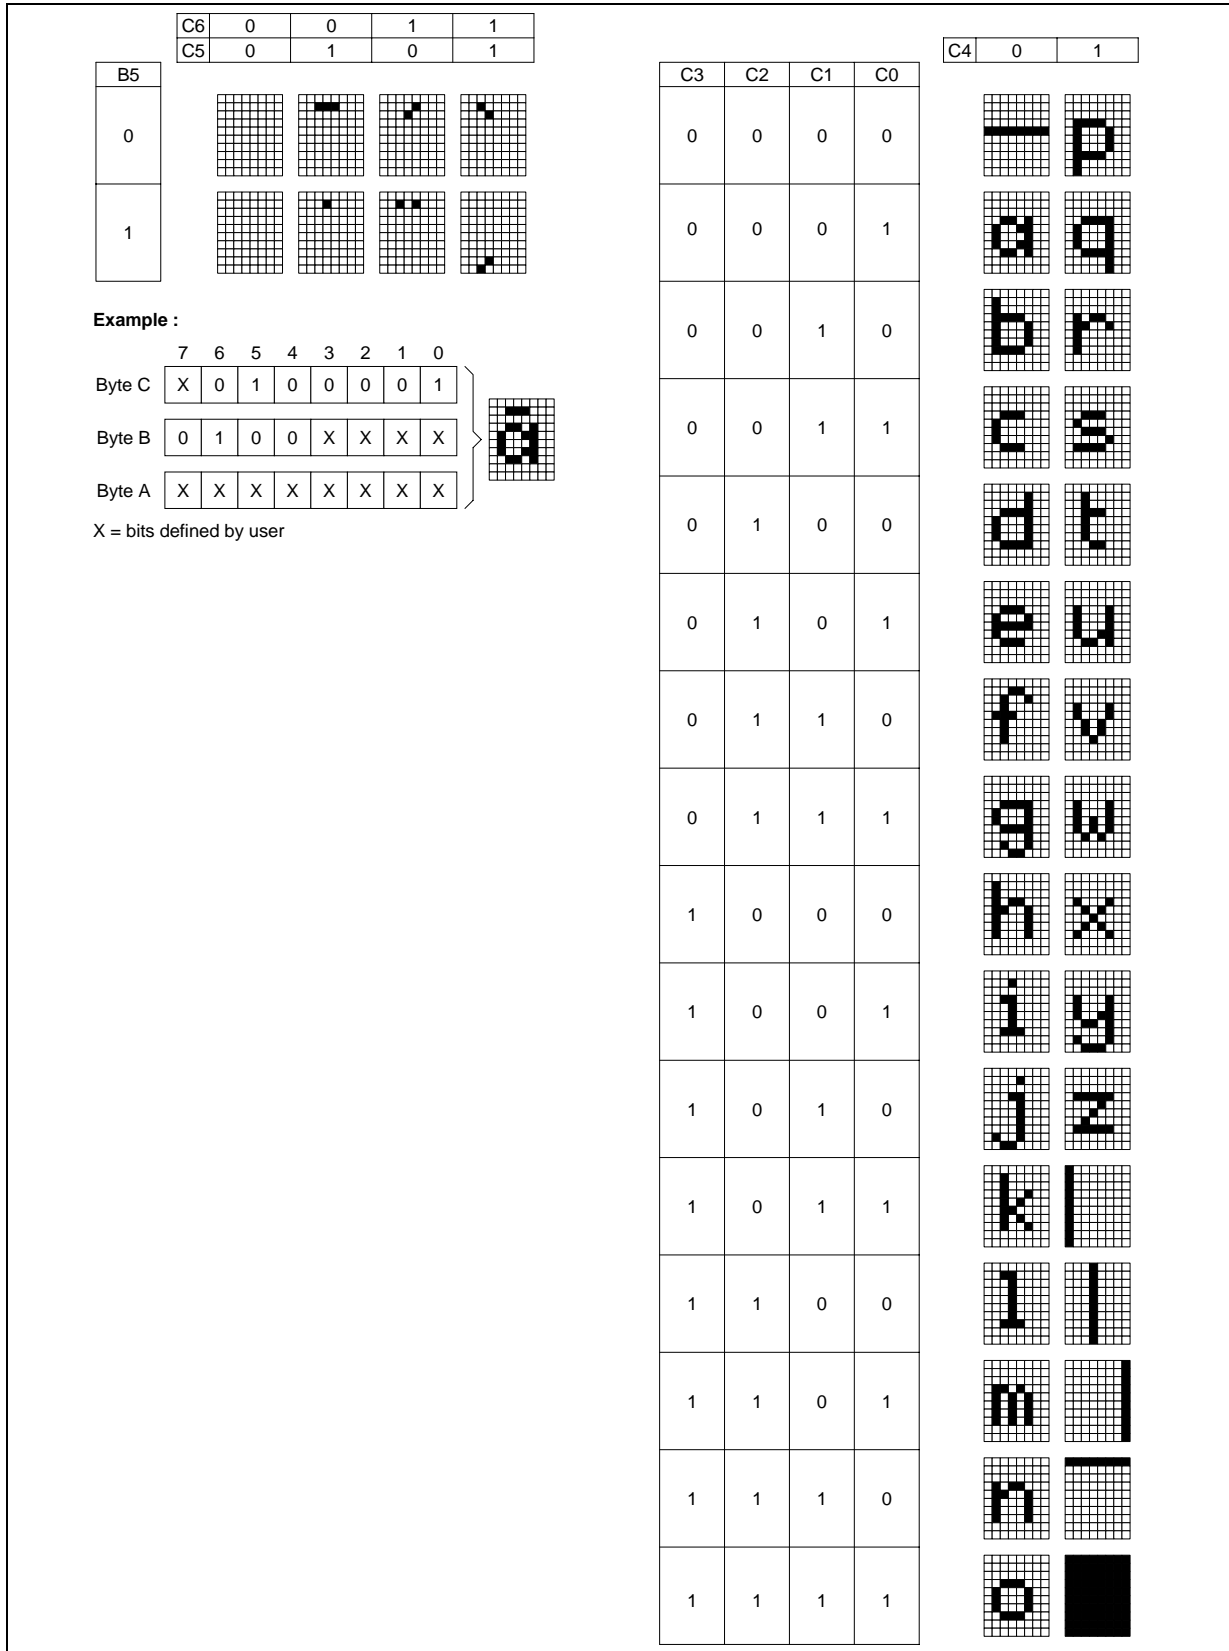 C6 0 0 1 1
C5 0 1 0 1
B5
0
1
Example :
7 6 5 4 3 2 1 0
Byte C X 0 1 0 0 0 0 1
Byte B 0 1 0 0 X X X X
Byte A X X X X X X X X
ā
X = bits defined by user
C4 0 1
C3 C2 C1 C0
0 0 0 0 p
0 0 0 1 a q
0 0 1 0 b r
0 0 1 1 c s
0 1 0 0 d t
0 1 0 1 e u
0 1 1 0 f v
0 1 1 1 g w
1 0 0 0 h x
1 0 0 1 i y
1 0 1 0 j z
1 0 1 1 k
1 1 0 0 l
1 1 0 1 m
1 1 1 0 n
1 1 1 1 o